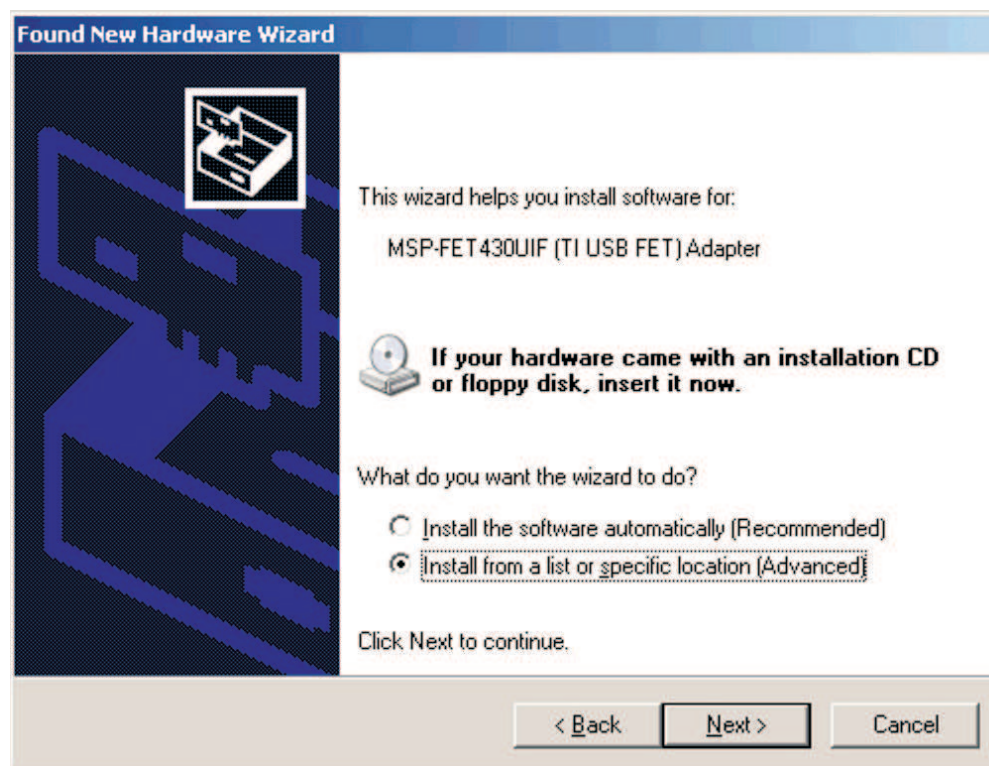 Found New Hardware Wizard
This wizard helps you install software for:
MSP-FET430UIF (TI USB FET) Adapter
If your hardware came with an installation CD
or floppy disk, insert it now.
What do you want the wizard to do?
Install the software automatically (Recommended)
Install from a list or specific location (Advanced)
Click Next to continue.
< Back Next > Cancel